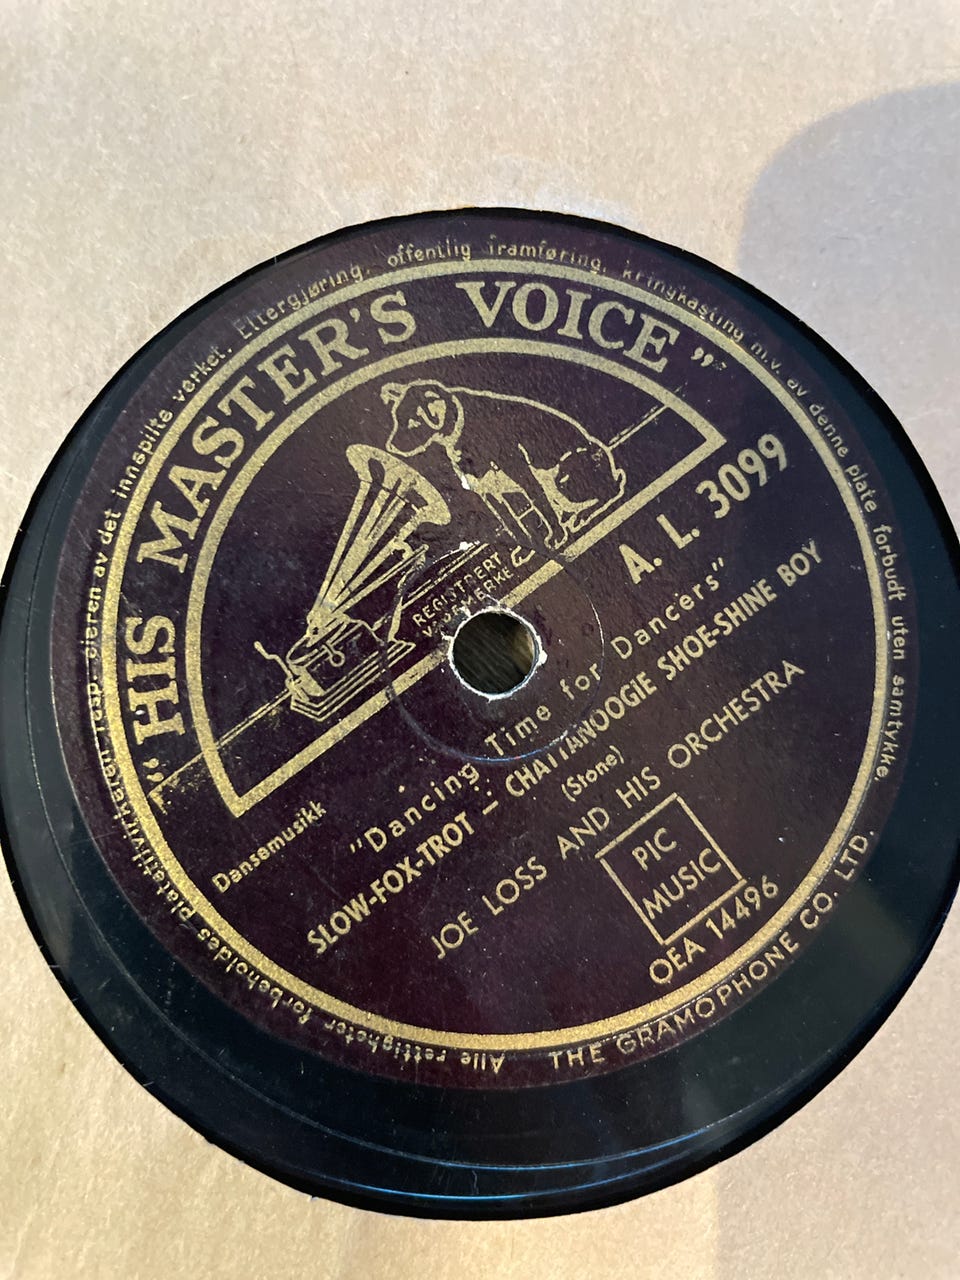 Alle rettigheter forbeholdes platetilvirkeren resp. eieren av det innspilte verket. Ettergjøring, offentlig framføring, kringkasting m.v. av denne plate forbudt uten samtykke.
"HIS MASTER'S VOICE"
REGISTRERT
VAREMERKE
A. L. 3099
Dansemusikk
"Dancing Time for Dancers"
SLOW-FOX-TROT – CHATTANOOGIE SHOE-SHINE BOY
(Stone)
JOE LOSS AND HIS ORCHESTRA
PIC
MUSIC
OEA 14496
THE GRAMOPHONE CO. LTD.